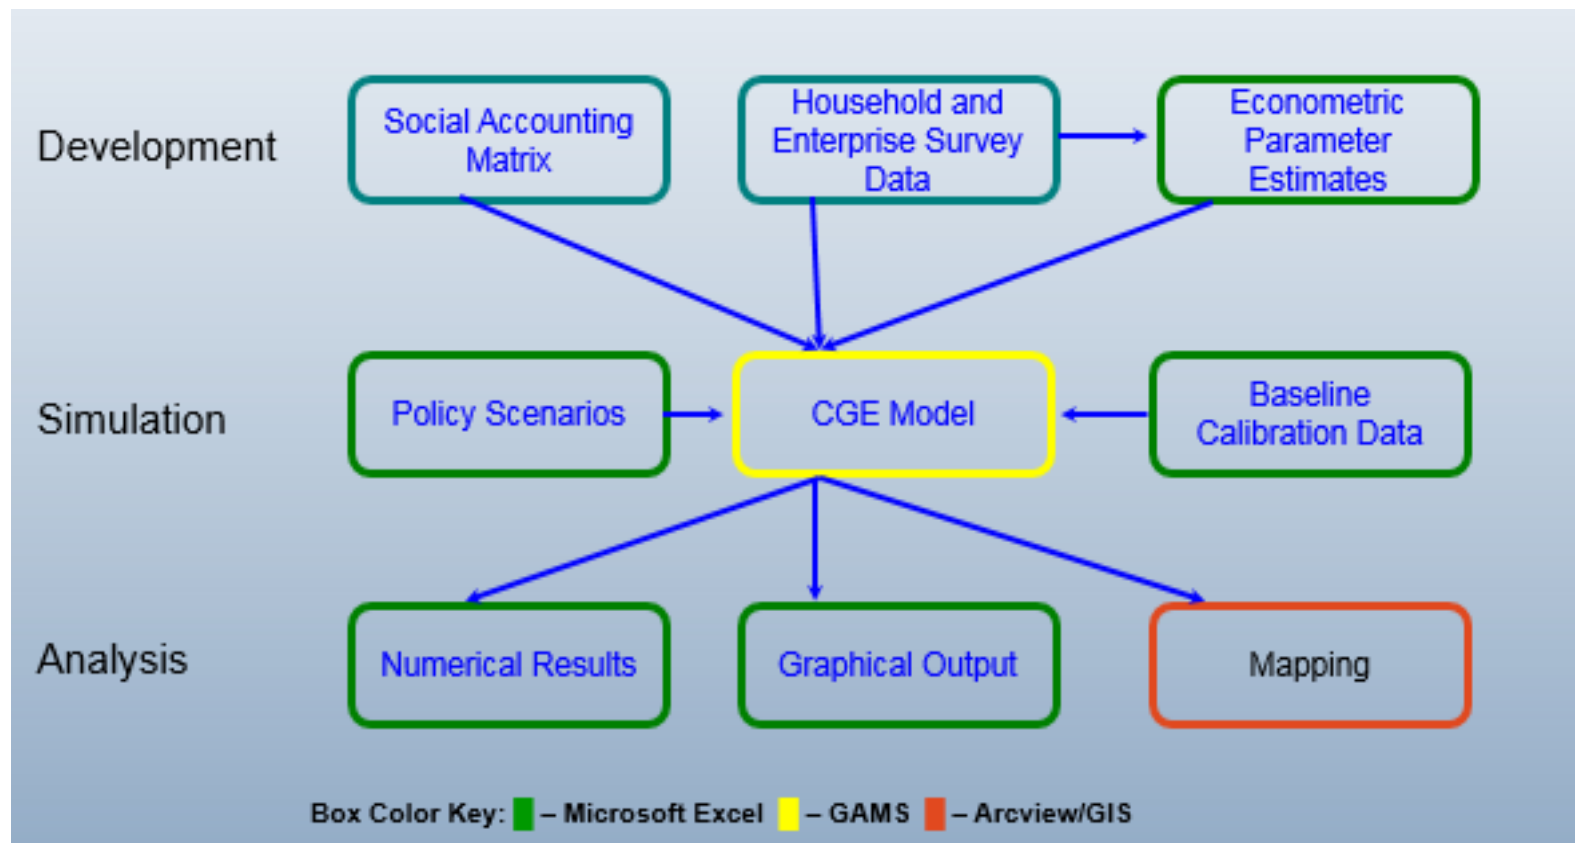 Development
Social Accounting
Matrix
Household and
Enterprise Survey
Data
Econometric
Parameter
Estimates
Simulation
Policy Scenarios
CGE Model
Baseline
Calibration Data
Analysis
Numerical Results
Graphical Output
Mapping
Box Color Key: – Microsoft Excel – GAMS – Arcview/GIS